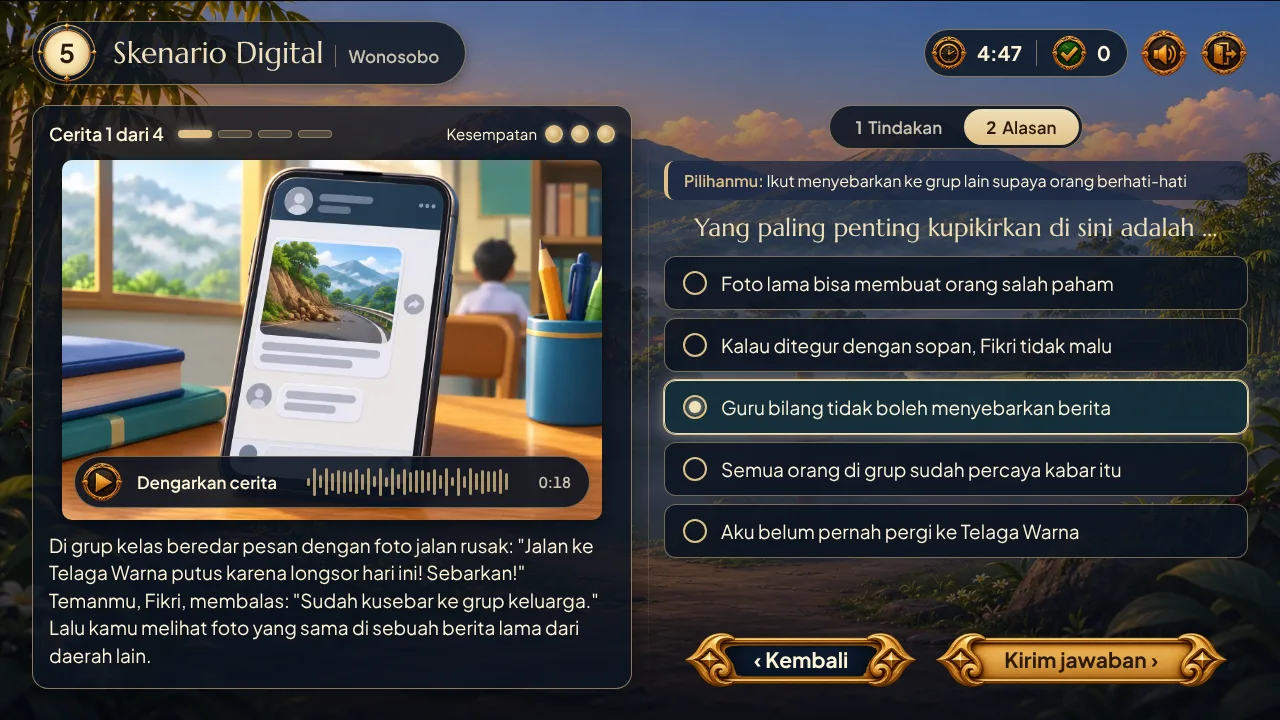 5
Skenario Digital | Wonosobo
4:47
0
Cerita 1 dari 4
Kesempatan
Dengarkan cerita
0:18
Di grup kelas beredar pesan dengan foto jalan rusak: "Jalan ke
Telaga Warna putus karena longsor hari ini! Sebarkan!"
Temanmu, Fikri, membalas: "Sudah kusebar ke grup keluarga."
Lalu kamu melihat foto yang sama di sebuah berita lama dari
daerah lain.
1 Tindakan
2 Alasan
Pilihanmu: Ikut menyebarkan ke grup lain supaya orang berhati-hati
Yang paling penting kupikirkan di sini adalah ...
Foto lama bisa membuat orang salah paham
Kalau ditegur dengan sopan, Fikri tidak malu
Guru bilang tidak boleh menyebarkan berita
Semua orang di grup sudah percaya kabar itu
Aku belum pernah pergi ke Telaga Warna
‹ Kembali
Kirim jawaban ›